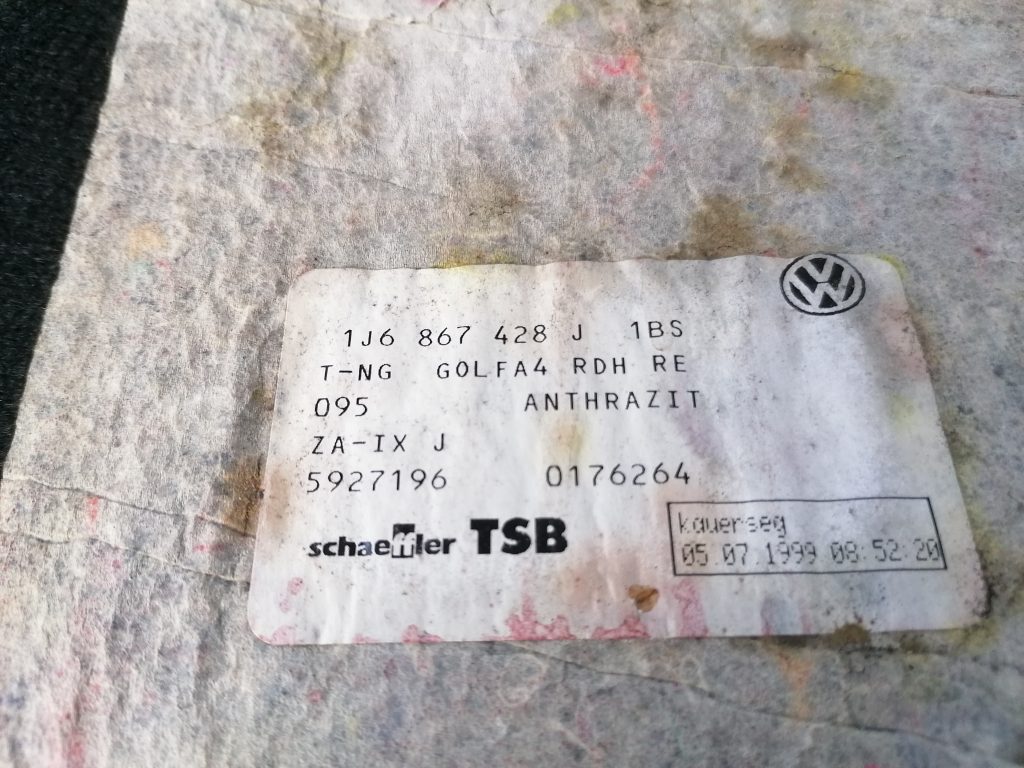 1J6 867 428 J 1BS
T-NG GOLFA4 RDH RE
095 ANTHRAZIT
ZA-IX J
5927196 0176264
schaeffler TSB
kauerseg
05.07.1999 08:52:20